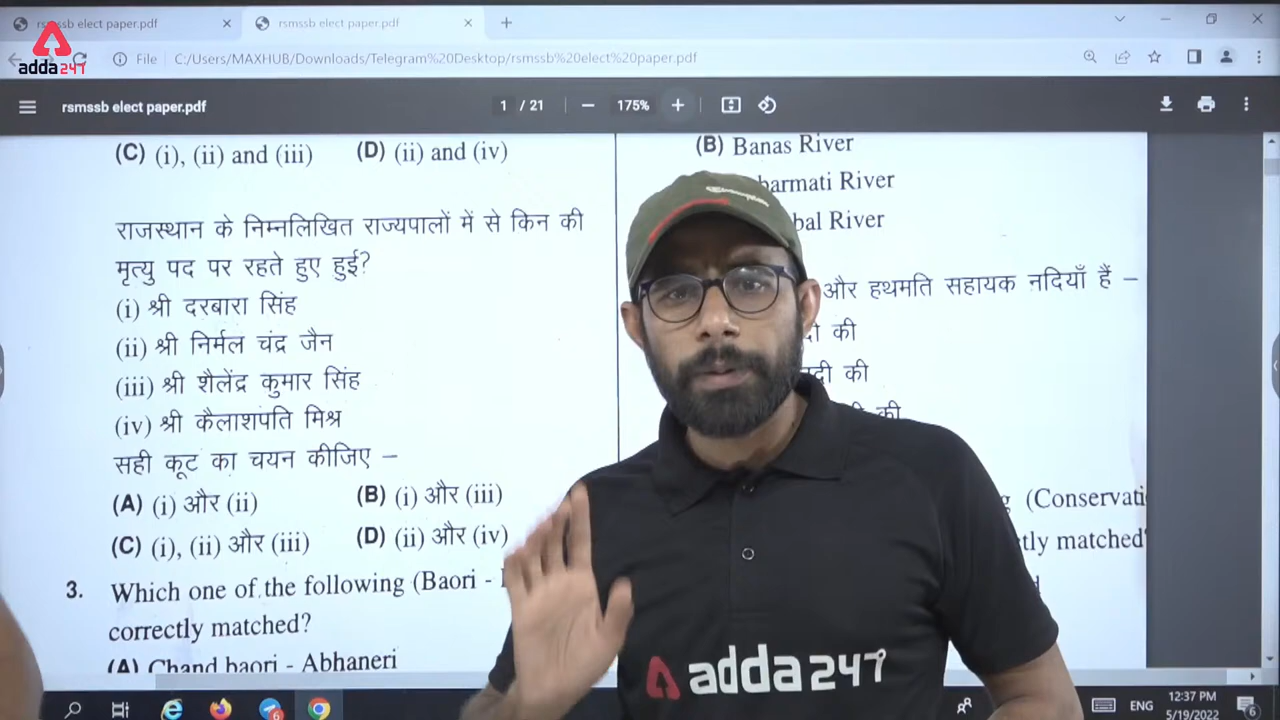 rsmssb elect paper.pdf
rsmssb elect paper.pdf
adda247
File
C:/Users/MAXHUB/Downloads/Telegram%20Desktop/rsmssb%20elect%20paper.pdf
rsmssb elect paper.pdf
1 / 21
175%
(C) (i), (ii) and (iii) (D) (ii) and (iv)
राजस्थान के निम्नलिखित राज्यपालों में से किन की
मृत्यु पद पर रहते हुए हुई?
(i) श्री दरबारा सिंह
(ii) श्री निर्मल चंद्र जैन
(iii) श्री शैलेंद्र कुमार सिंह
(iv) श्री कैलाशपति मिश्र
सही कूट का चयन कीजिए –
(A) (i) और (ii) (B) (i) और (iii)
(C) (i), (ii) और (iii) (D) (ii) और (iv)
3. Which one of the following (Baori -
correctly matched?
(A) Chand baori - Abhaneri
(B) Banas River
River
River
और हथमति सहायक नदियाँ हैं –
की
की
की
(Conservati
matched?
Champion
adda247
ENG
12:37 PM
5/19/2022
6